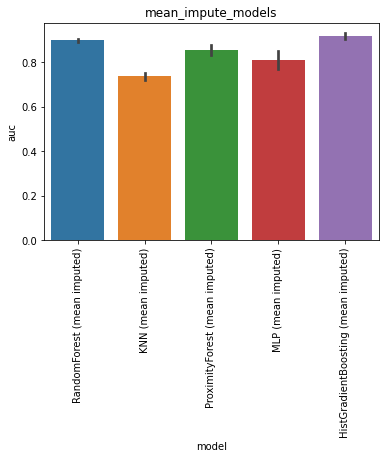 mean_impute_models
auc
0.8
0.6
0.4
0.2
0.0
RandomForest (mean imputed)
KNN (mean imputed)
ProximityForest (mean imputed)
MLP (mean imputed)
HistGradientBoosting (mean imputed)
model